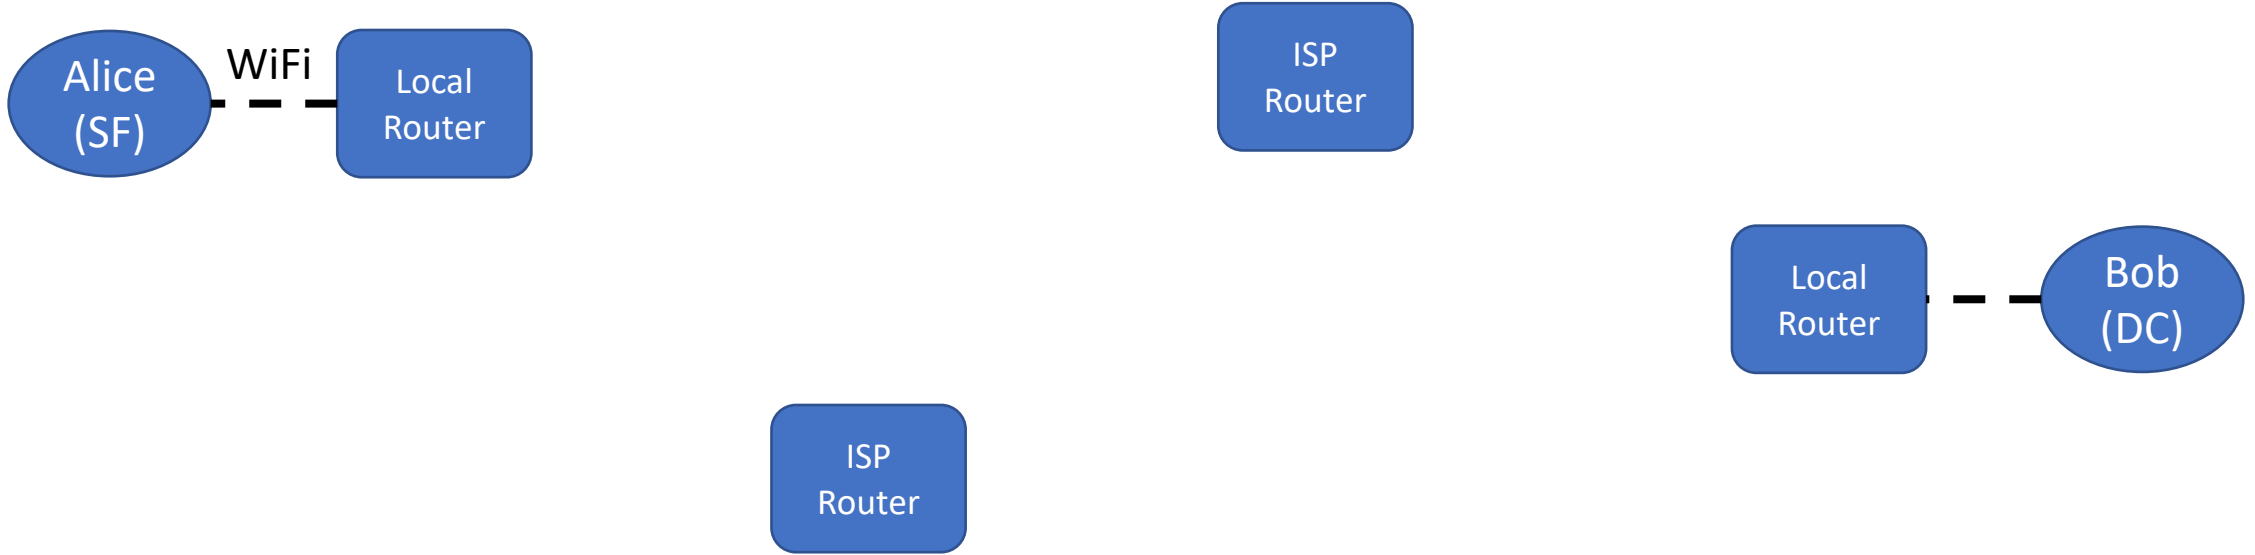 Alice
(SF)
WiFi
Local
Router
ISP
Router
Local
Router
Bob
(DC)
ISP
Router